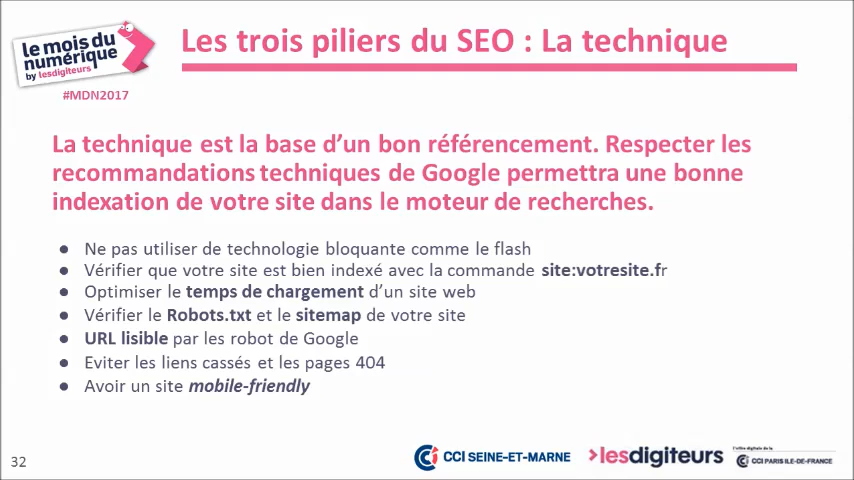 le mois du
numérique
by lesdigiteurs
#MDN2017
Les trois piliers du SEO : La technique
La technique est la base d’un bon référencement. Respecter les
recommandations techniques de Google permettra une bonne
indexation de votre site dans le moteur de recherches.
● Ne pas utiliser de technologie bloquante comme le flash
● Vérifier que votre site est bien indexé avec la commande site:votresite.fr
● Optimiser le temps de chargement d’un site web
● Vérifier le Robots.txt et le sitemap de votre site
● URL lisible par les robot de Google
● Eviter les liens cassés et les pages 404
● Avoir un site mobile-friendly
32
CCI SEINE-ET-MARNE
lesdigiteurs
l'offre digitale de la
CCI PARIS ILE-DE-FRANCE